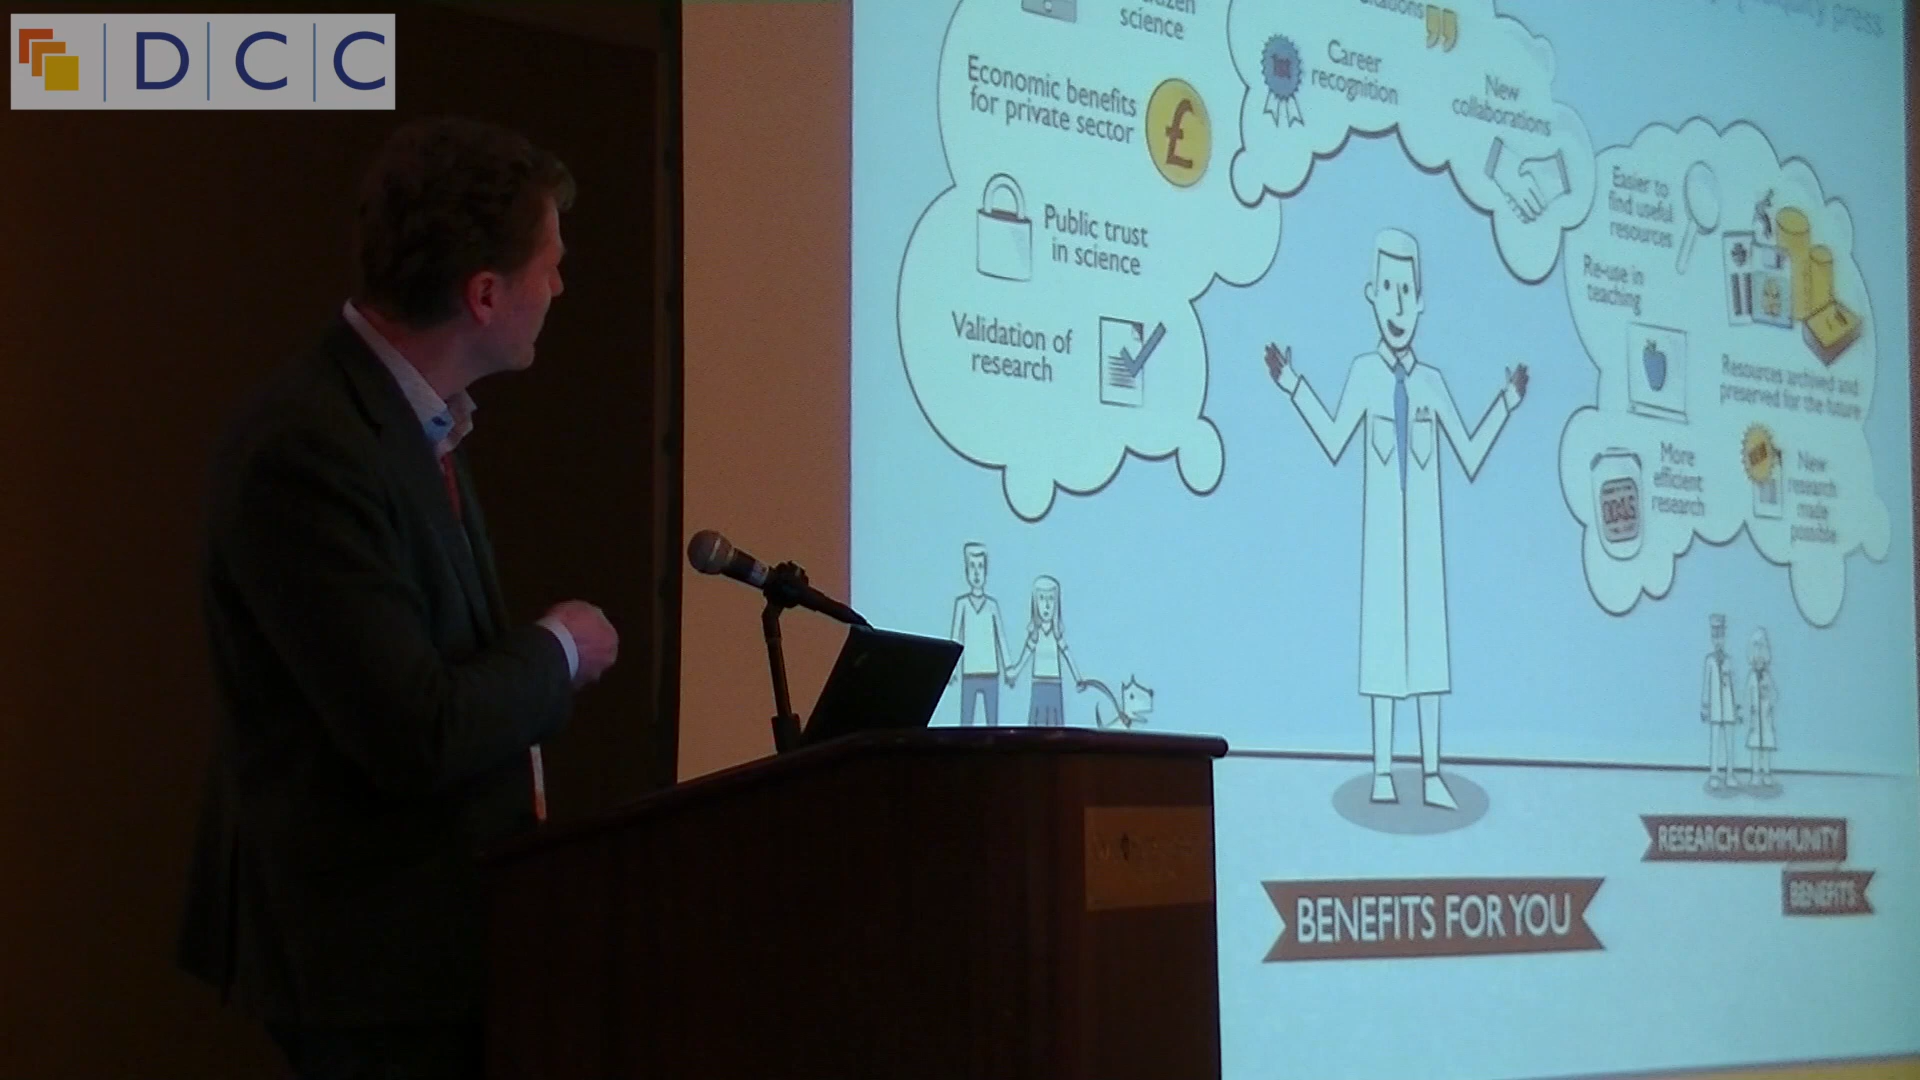 DCC
science
Economic benefits
for private sector
£
Public trust
in science
Validation of
research
Career
recognition
New
collaborations
Easier to
find useful
resources
Re-use in
teaching
Resources archived and
preserved for the future
More
efficient
research
New
research
made
possible
press
BENEFITS FOR YOU
RESEARCH COMMUNITY
BENEFITS